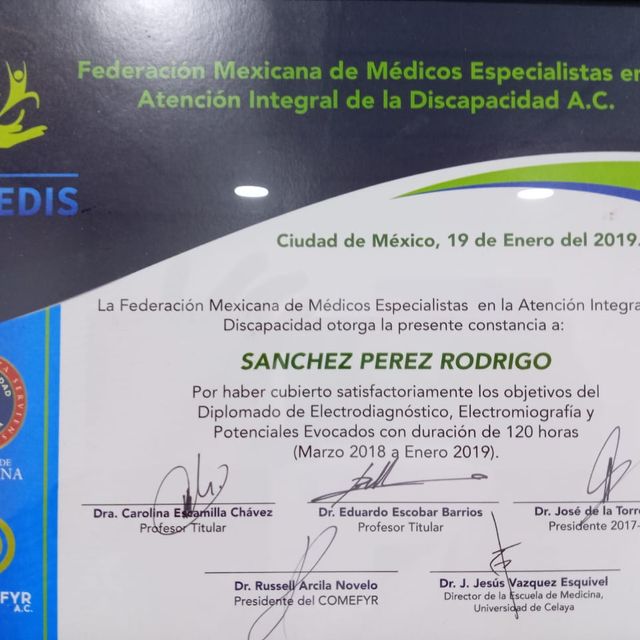 Federación Mexicana de Médicos Especialistas en
Atención Integral de la Discapacidad A.C.
EDIS
Ciudad de México, 19 de Enero del 2019.
La Federación Mexicana de Médicos Especialistas en la Atención Integra
Discapacidad otorga la presente constancia a:
SANCHEZ PEREZ RODRIGO
Por haber cubierto satisfactoriamente los objetivos del
Diplomado de Electrodiagnóstico, Electromiografía y
Potenciales Evocados con duración de 120 horas
(Marzo 2018 a Enero 2019).
Dra. Carolina Escamilla Chávez
Profesor Titular
Dr. Eduardo Escobar Barrios
Profesor Titular
Dr. José de la Torre
Presidente 2017-
Dr. Russell Arcila Novelo
Presidente del COMEFYR
Dr. J. Jesús Vazquez Esquivel
Director de la Escuela de Medicina,
Universidad de Celaya
DE
INA
EFYR
A.C.